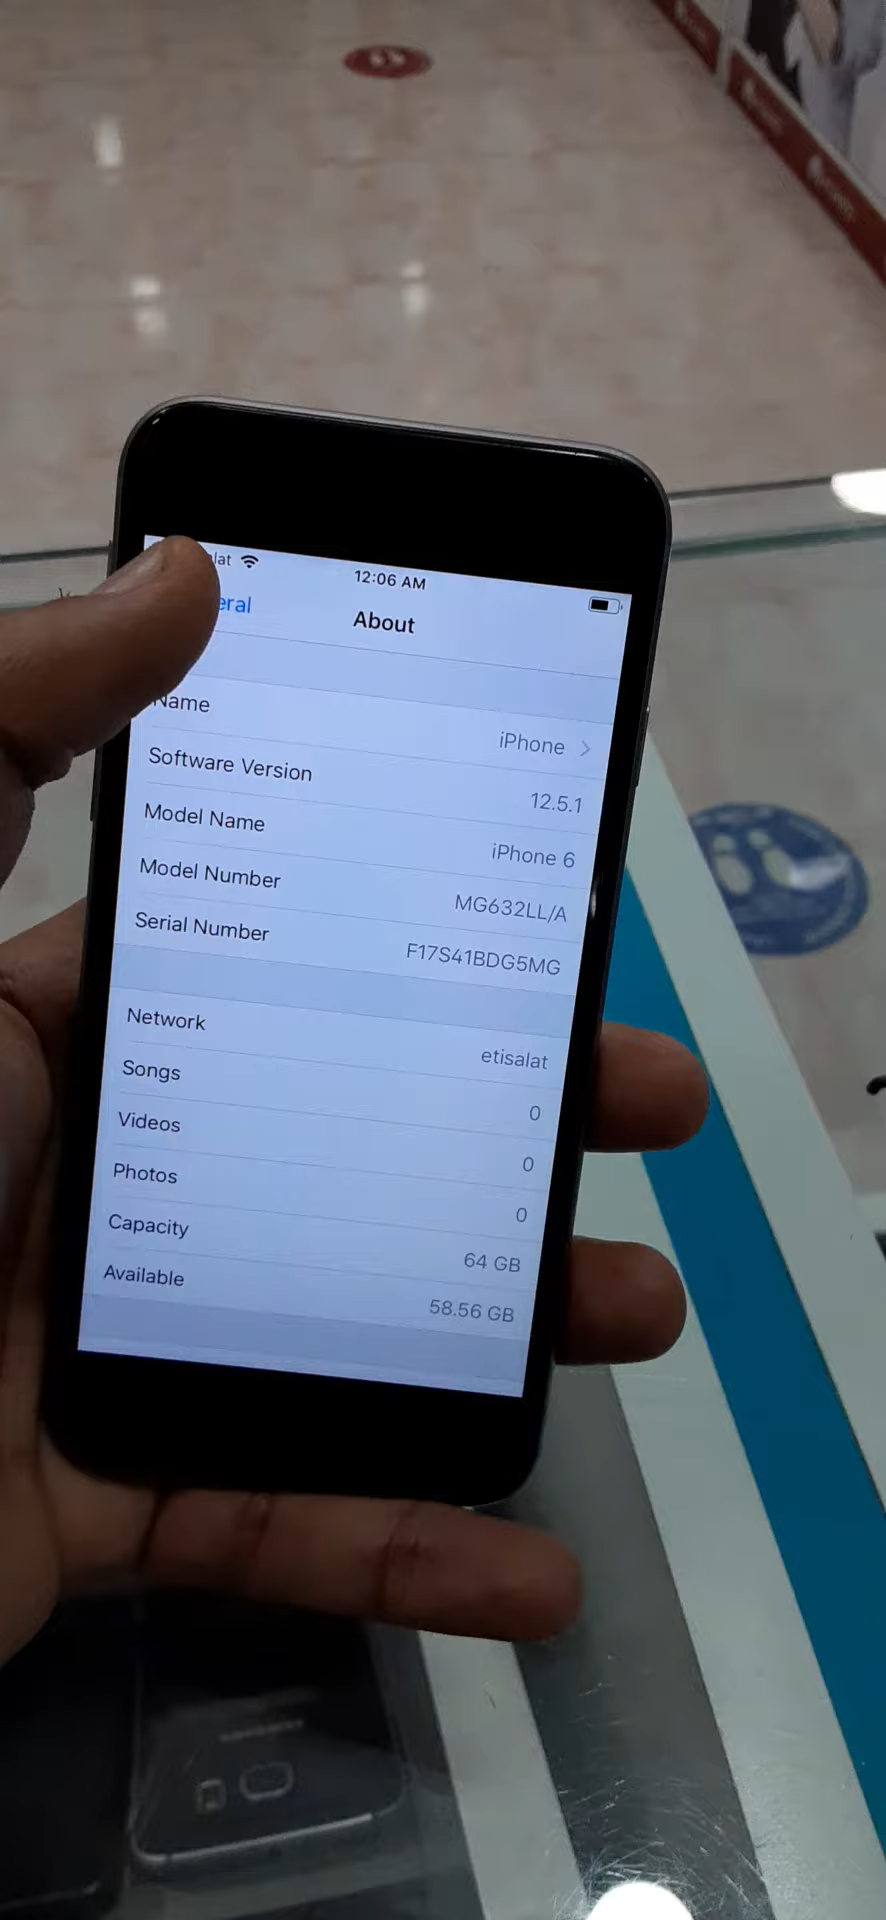 lat
12:06 AM
eral
About
Name
iPhone
Software Version
12.5.1
Model Name
iPhone 6
Model Number
MG632LL/A
Serial Number
F17S41BDG5MG
Network
etisalat
Songs
0
Videos
0
Photos
0
Capacity
64 GB
Available
58.56 GB